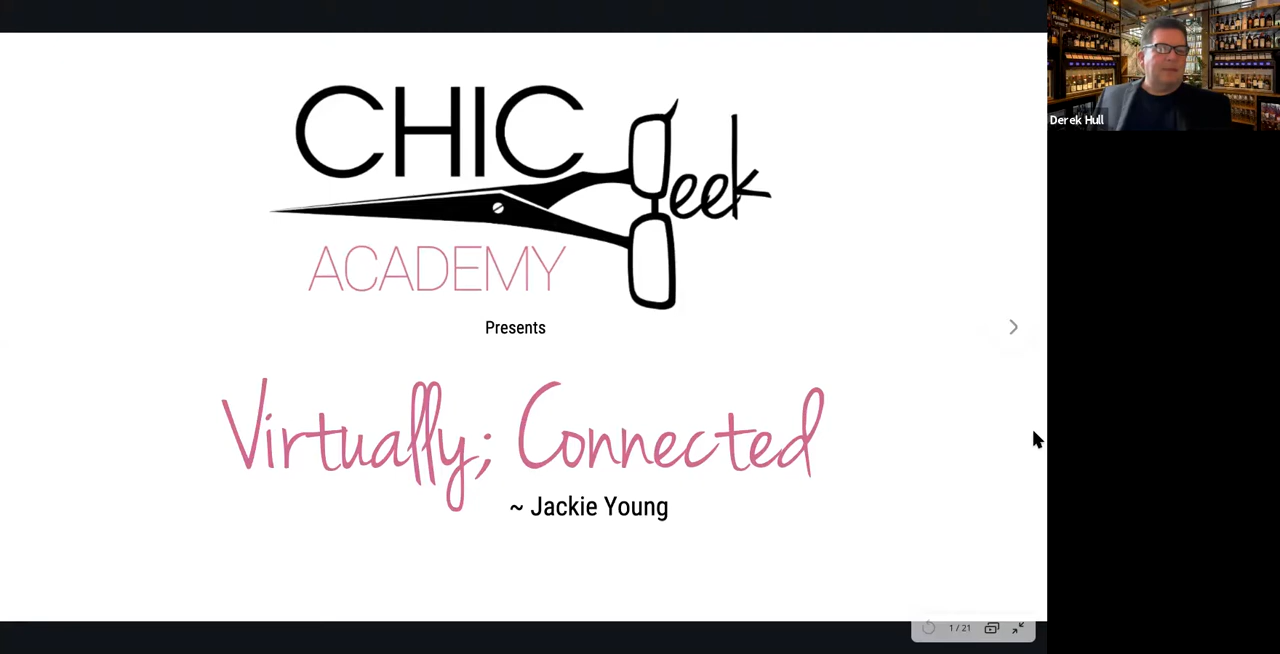 CHIC
geek
ACADEMY
Presents
Virtually; Connected
~ Jackie Young
1 / 21
Derek Hull